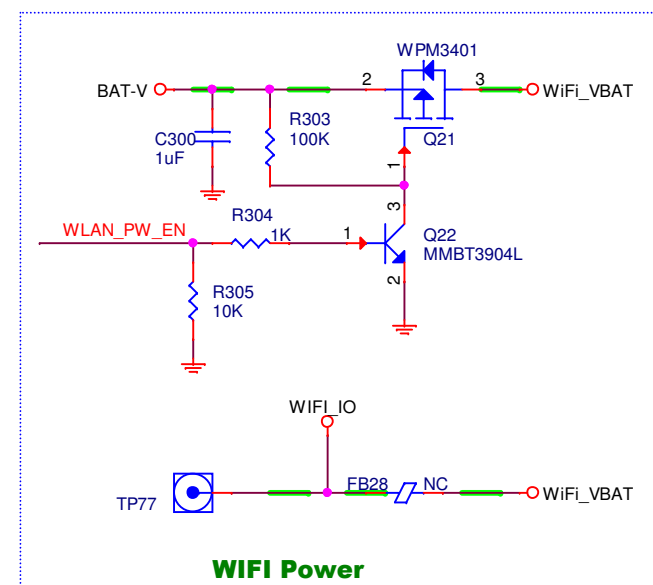 WPM3401
BAT-V
2
3
WiFi_VBAT
R303
100K
C300
1uF
Q21
1
3
WLAN_PW_EN
R304
1K
1
Q22
MMBT3904L
2
R305
10K
WIFI_IO
FB28
NC
WiFi_VBAT
TP77
WIFI Power